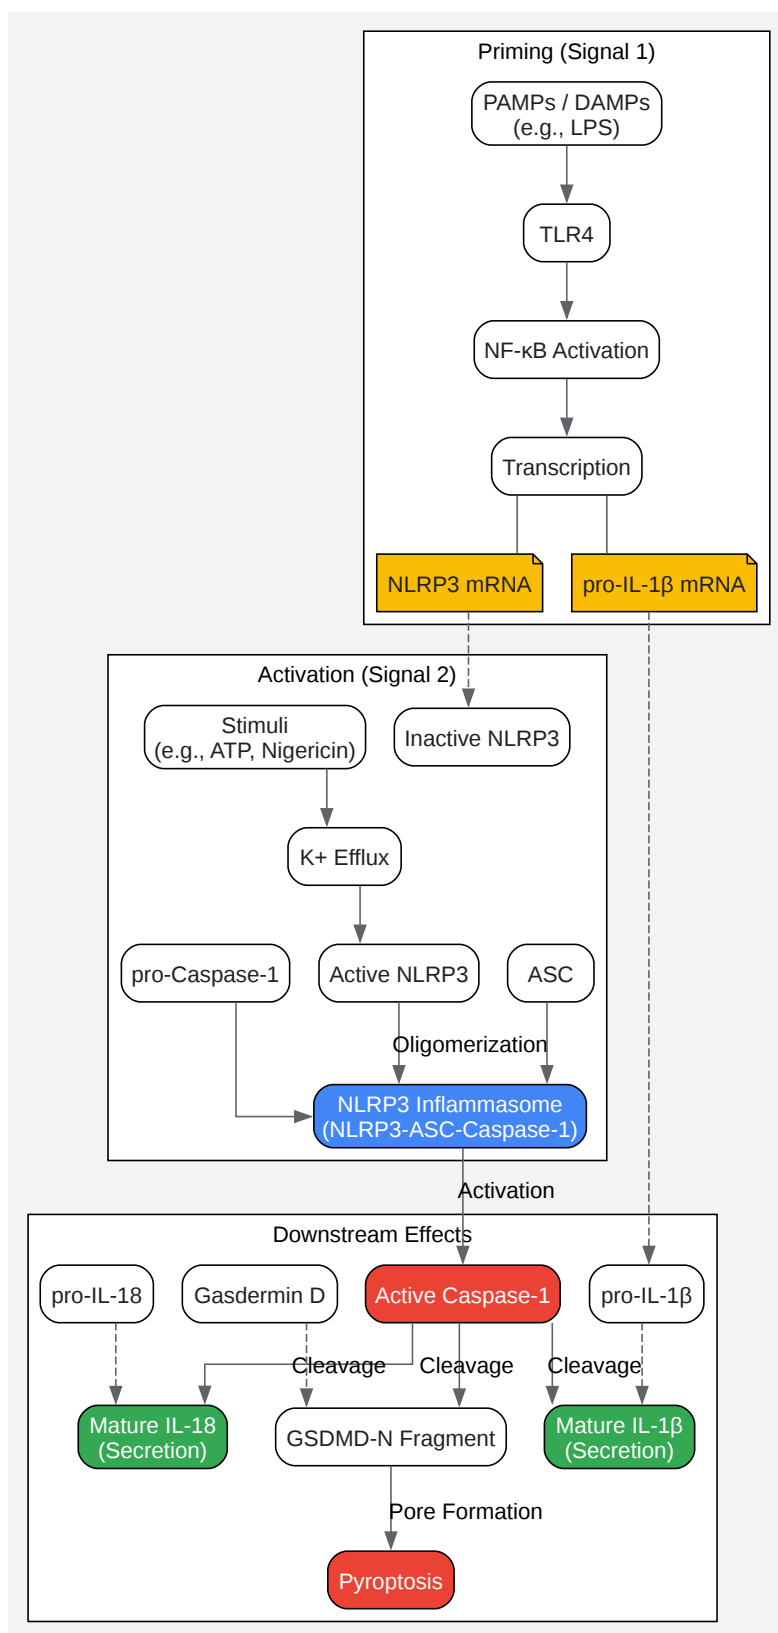 Priming (Signal 1)
PAMPs / DAMPs
(e.g., LPS)
TLR4
NF-κB Activation
Transcription
NLRP3 mRNA
pro-IL-1β mRNA
Activation (Signal 2)
Stimuli
(e.g., ATP, Nigericin)
Inactive NLRP3
K+ Efflux
pro-Caspase-1
Active NLRP3
ASC
Oligomerization
NLRP3 Inflammasome
(NLRP3-ASC-Caspase-1)
Activation
Downstream Effects
pro-IL-18
Gasdermin D
Active Caspase-1
pro-IL-1β
Cleavage
Cleavage
Cleavage
Mature IL-18
(Secretion)
GSDMD-N Fragment
Mature IL-1β
(Secretion)
Pore Formation
Pyroptosis